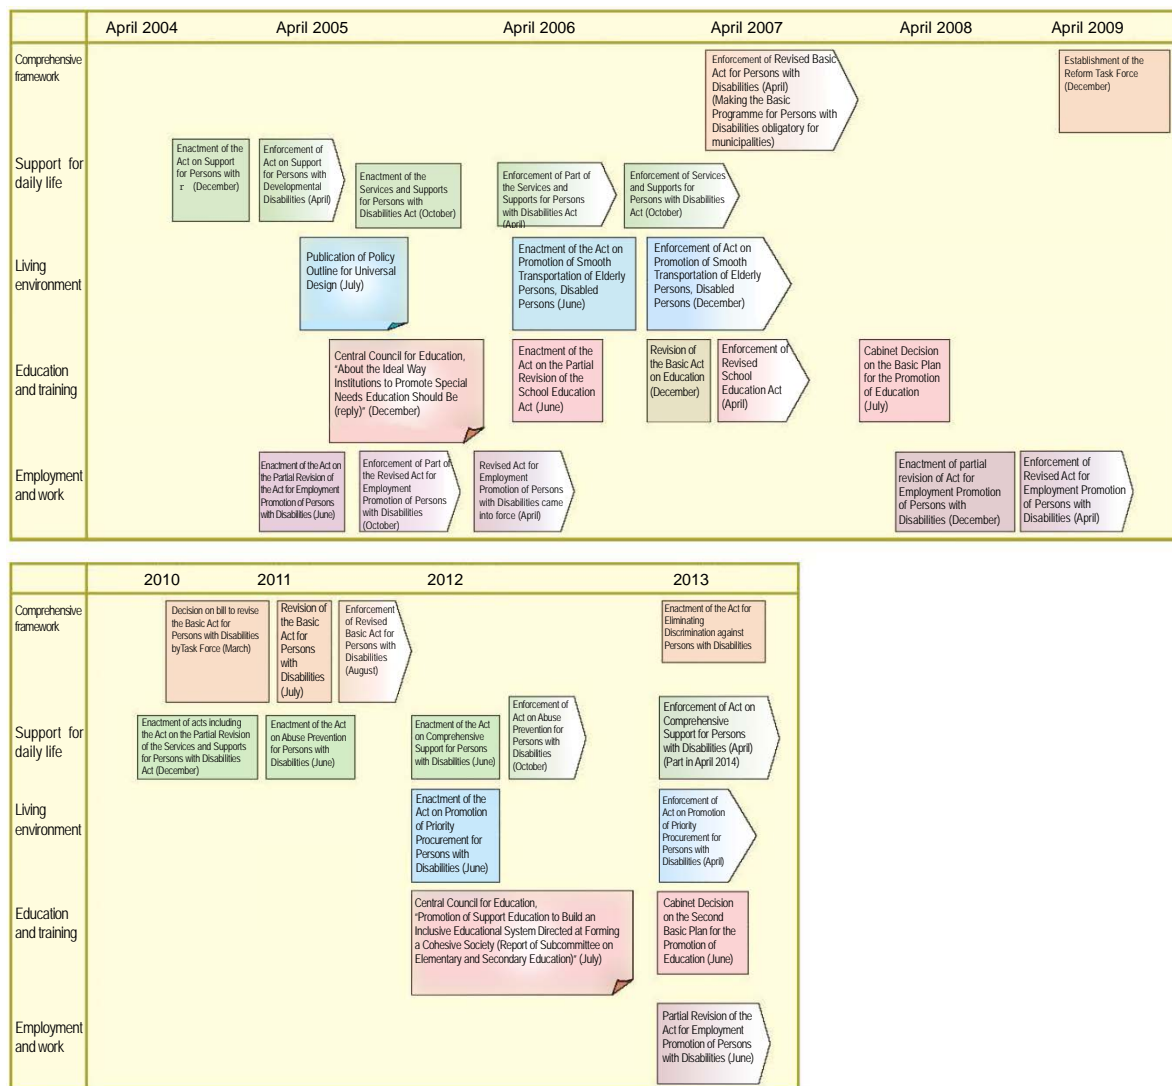 April 2004 April 2005 April 2006 April 2007 April 2008 April 2009
Comprehensive
framework
Enforcement of Revised Basic
Act for Persons with
Disabilities (April)
(Making the Basic
Programme for Persons with
Disabilities obligatory for
municipalities)
Establishment of the
Reform Task Force
(December)
Support for
daily life
Enactment of the
Act on Support
for Persons with
r (December)
Enforcement of
Act on Support
for Persons with
Developmental
Disabilities (April)
Enactment of the
Services and Supports
for Persons with
Disabilities Act (October)
Enforcement of Part of
the Services and
Supports for Persons
with Disabilities Act
(April)
Enforcement of Services
and Supports for
Persons with Disabilities
Act (October)
Living
environment
Publication of Policy
Outline for Universal
Design (July)
Enactment of the Act on
Promotion of Smooth
Transportation of Elderly
Persons, Disabled
Persons (June)
Enforcement of Act on
Promotion of Smooth
Transportation of Elderly
Persons, Disabled
Persons (December)
Education
and training
Central Council for Education,
"About the Ideal Way
Institutions to Promote Special
Needs Education Should Be
(reply)" (December)
Enactment of the
Act on the Partial
Revision of the
School Education
Act (June)
Revision of
the Basic Act
on Education
(December)
Enforcement of
Revised
School
Education Act
(April)
Cabinet Decision
on the Basic Plan
for the Promotion
of Education
(July)
Employment
and work
Enactment of the Act on
the Partial Revision of
the Act for Employment
Promotion of Persons
with Disabilities (June)
Enforcement of Part of
the Revised Act for
Employment
Promotion of Persons
with Disabilities
(October)
Revised Act for
Employment
Promotion of Persons
with Disabilities came
into force (April)
Enactment of partial
revision of Act for
Employment Promotion
of Persons with
Disabilities (December)
Enforcement of
Revised Act for
Employment Promotion
of Persons with
Disabilities (April)
2010 2011 2012 2013
Comprehensive
framework
Decision on bill to revise
the Basic Act for
Persons with Disabilities
byTask Force (March)
Revision of
the Basic
Act for
Persons
with
Disabilities
(July)
Enforcement
of Revised
Basic Act for
Persons with
Disabilities
(August)
Enactment of the Act for
Eliminating
Discrimination against
Persons with Disabilities
Support for
daily life
Enactment of acts including
the Act on the Partial Revision
of the Services and Supports
for Persons with Disabilities
Act (December)
Enactment of the Act
on Abuse Prevention
for Persons with
Disabilities (June)
Enactment of the Act
on Comprehensive
Support for Persons
with Disabilities (June)
Enforcement of
Act on Abuse
Prevention for
Persons with
Disabilities
(October)
Enforcement of Act on
Comprehensive
Support for Persons
with Disabilities (April)
(Part in April 2014)
Living
environment
Enactment of the
Act on Promotion
of Priority
Procurement for
Persons with
Disabilities (June)
Enforcement of
Act on Promotion
of Priority
Procurement for
Persons with
Disabilities (April)
Education
and training
Central Council for Education,
"Promotion of Support Education to Build an
Inclusive Educational System Directed at Forming
a Cohesive Society (Report of Subcommittee on
Elementary and Secondary Education)" (July)
Cabinet Decision
on the Second
Basic Plan for the
Promotion of
Education (June)
Employment
and work
Partial Revision of the
Act for Employment
Promotion of Persons
with Disabilities (June)